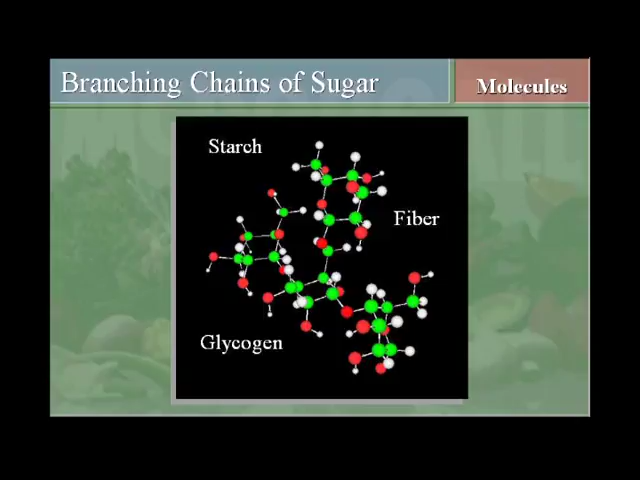 Branching Chains of Sugar
Molecules
Starch
Fiber
Glycogen